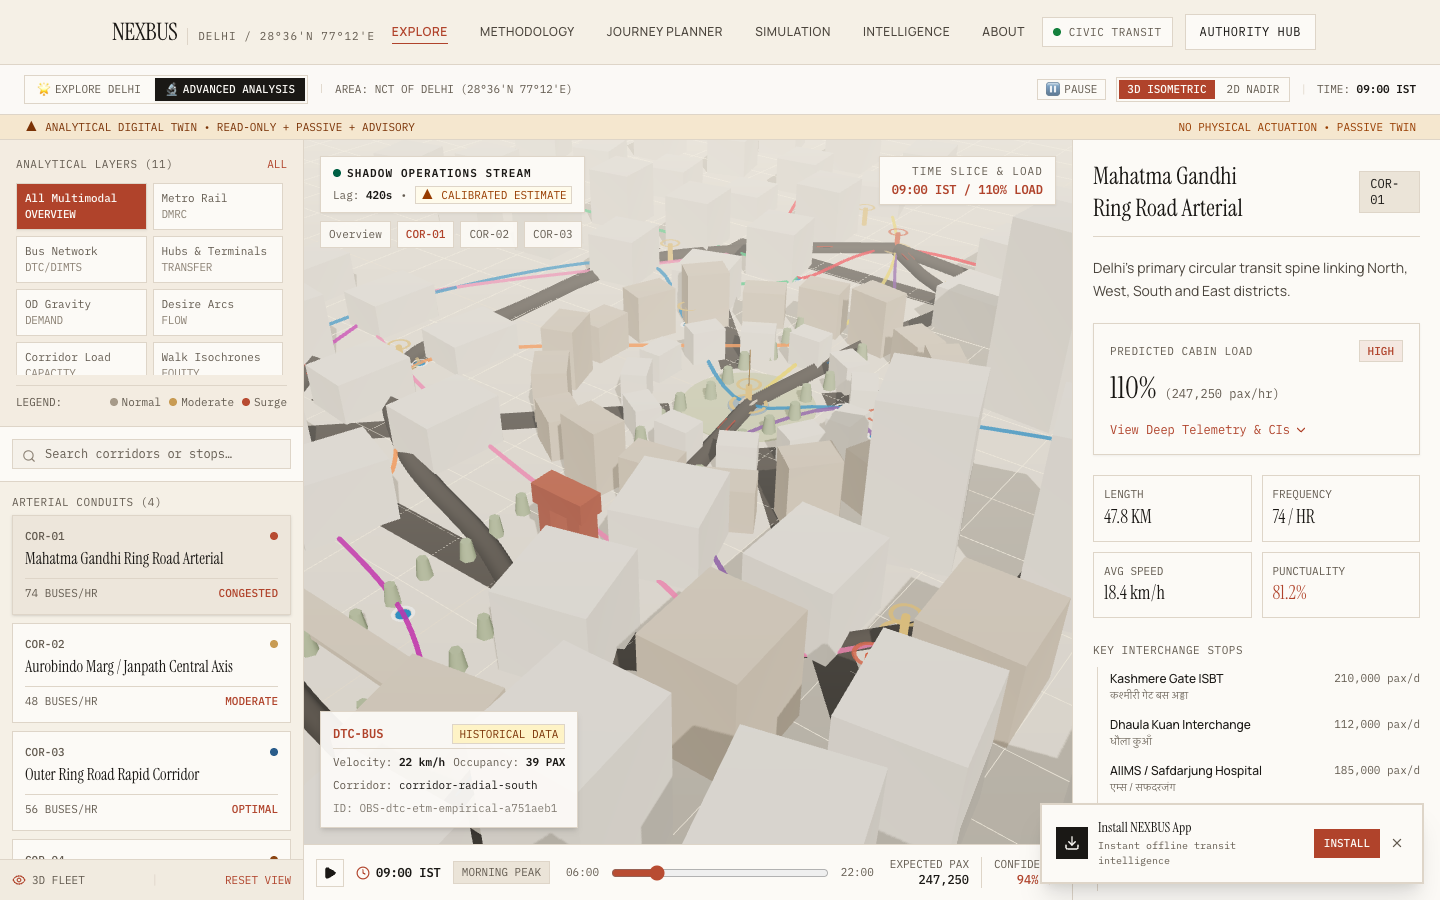 NEXBUS
DELHI / 28°36'N 77°12'E
EXPLORE
METHODOLOGY
JOURNEY PLANNER
SIMULATION
INTELLIGENCE
ABOUT
CIVIC TRANSIT
AUTHORITY HUB
EXPLORE DELHI
ADVANCED ANALYSIS
AREA: NCT OF DELHI (28°36'N 77°12'E)
PAUSE
3D ISOMETRIC
2D NADIR
TIME: 09:00 IST
ANALYTICAL DIGITAL TWIN • READ-ONLY + PASSIVE + ADVISORY
NO PHYSICAL ACTUATION • PASSIVE TWIN
ANALYTICAL LAYERS (11)
ALL
All Multimodal
OVERVIEW
Metro Rail
DMRC
Bus Network
DTC/DIMTS
Hubs & Terminals
TRANSFER
OD Gravity
DEMAND
Desire Arcs
FLOW
Corridor Load
CAPACITY
Walk Isochrones
EQUITY
LEGEND:
Normal
Moderate
Surge
Search corridors or stops…
ARTERIAL CONDUITS (4)
COR-01
Mahatma Gandhi Ring Road Arterial
74 BUSES/HR
CONGESTED
COR-02
Aurobindo Marg / Janpath Central Axis
48 BUSES/HR
MODERATE
COR-03
Outer Ring Road Rapid Corridor
56 BUSES/HR
OPTIMAL
3D FLEET
RESET VIEW
SHADOW OPERATIONS STREAM
Lag: 420s •
CALIBRATED ESTIMATE
Overview
COR-01
COR-02
COR-03
TIME SLICE & LOAD
09:00 IST / 110% LOAD
DTC-BUS
HISTORICAL DATA
Velocity: 22 km/h
Occupancy: 39 PAX
Corridor: corridor-radial-south
ID: OBS-dtc-etm-empirical-a751aeb1
09:00 IST
MORNING PEAK
06:00
22:00
EXPECTED PAX
247,250
CONFIDE
94%
Mahatma Gandhi
Ring Road Arterial
COR-
01
Delhi's primary circular transit spine linking North,
West, South and East districts.
PREDICTED CABIN LOAD
HIGH
110% (247,250 pax/hr)
View Deep Telemetry & CIs
LENGTH
47.8 KM
FREQUENCY
74 / HR
AVG SPEED
18.4 km/h
PUNCTUALITY
81.2%
KEY INTERCHANGE STOPS
Kashmere Gate ISBT
210,000 pax/d
कश्मीरी गेट बस अड्डा
Dhaula Kuan Interchange
112,000 pax/d
धौला कुआँ
AIIMS / Safdarjung Hospital
185,000 pax/d
एम्स / सफदरजंग
Install NEXBUS App
Instant offline transit
intelligence
INSTALL